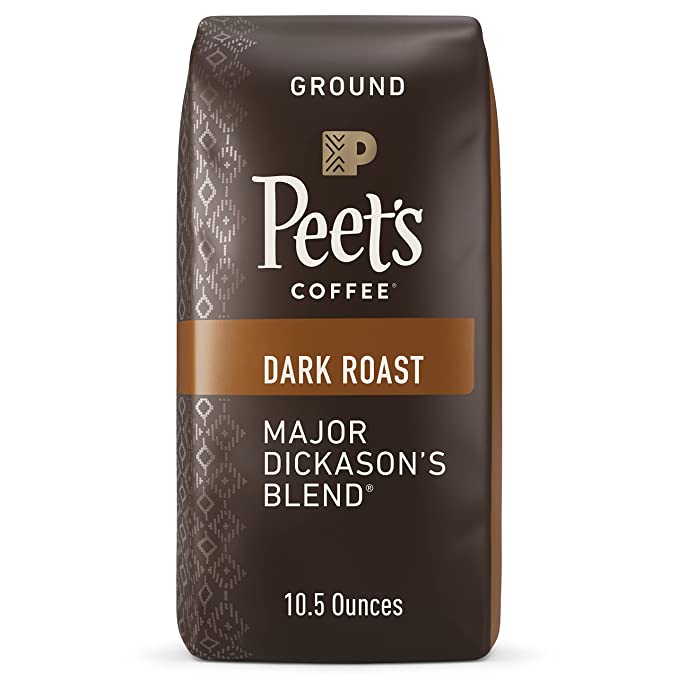 GROUND
P
Peet's
COFFEE®
DARK ROAST
MAJOR
DICKASON'S
BLEND®
10.5 Ounces